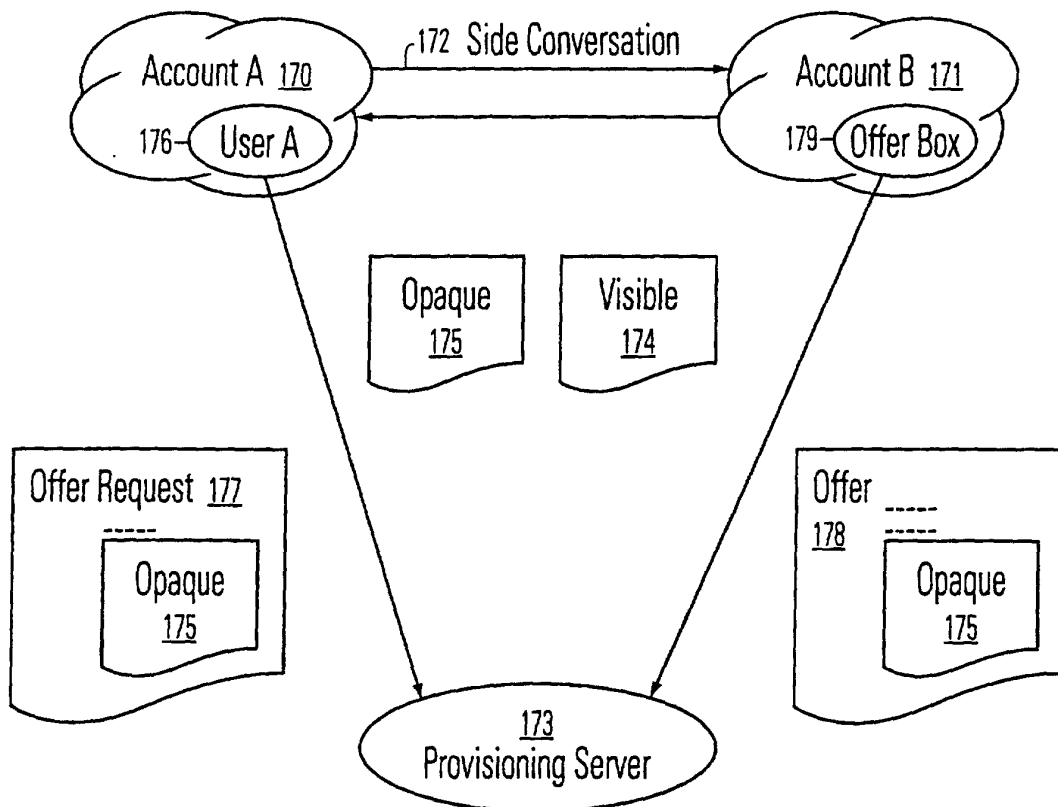 172 Side Conversation
Account A 170
Account B 171
176 User A
179 Offer Box
Opaque
175
Visible
174
Offer Request 177
Opaque
175
Offer
178
Opaque
175
173
Provisioning Server